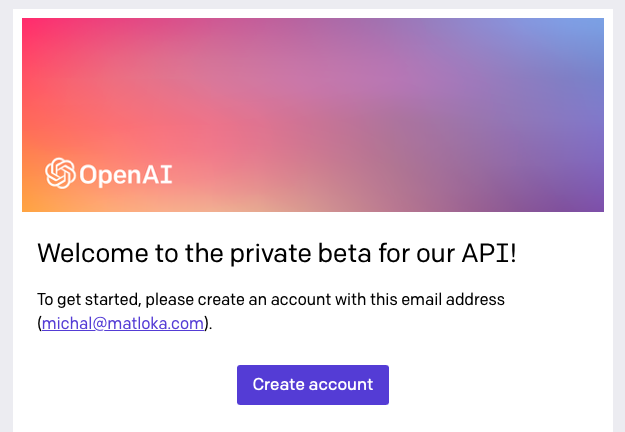 OpenAI
Welcome to the private beta for our API!
To get started, please create an account with this email address
(michal@matloka.com).
Create account